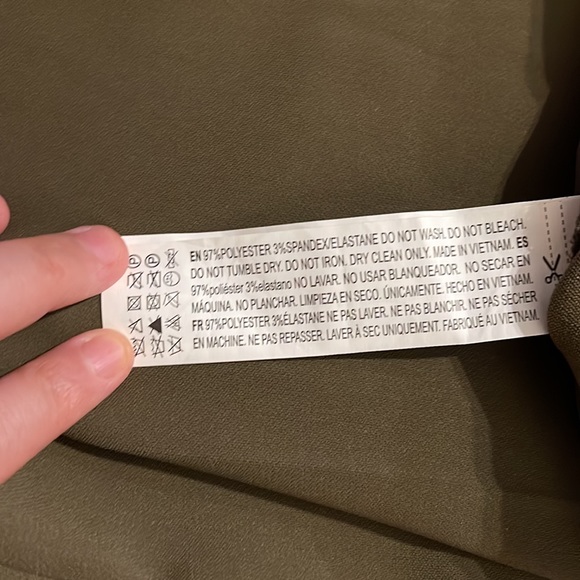 EN 97%POLYESTER 3%SPANDEX/ELASTANE DO NOT WASH. DO NOT BLEACH.
DO NOT TUMBLE DRY. DO NOT IRON. DRY CLEAN ONLY. MADE IN VIETNAM. ES
97%poliéster 3%elastano NO LAVAR. NO USAR BLANQUEADOR. NO SECAR EN
MÁQUINA. NO PLANCHAR. LIMPIEZA EN SECO. ÚNICAMENTE. HECHO EN VIETNAM.
FR 97%POLYESTER 3%ÉLASTANE NE PAS LAVER. NE PAS BLANCHIR. NE PAS SÉCHER
EN MACHINE. NE PAS REPASSER. LAVER À SEC UNIQUEMENT. FABRIQUÉ AU VIETNAM.